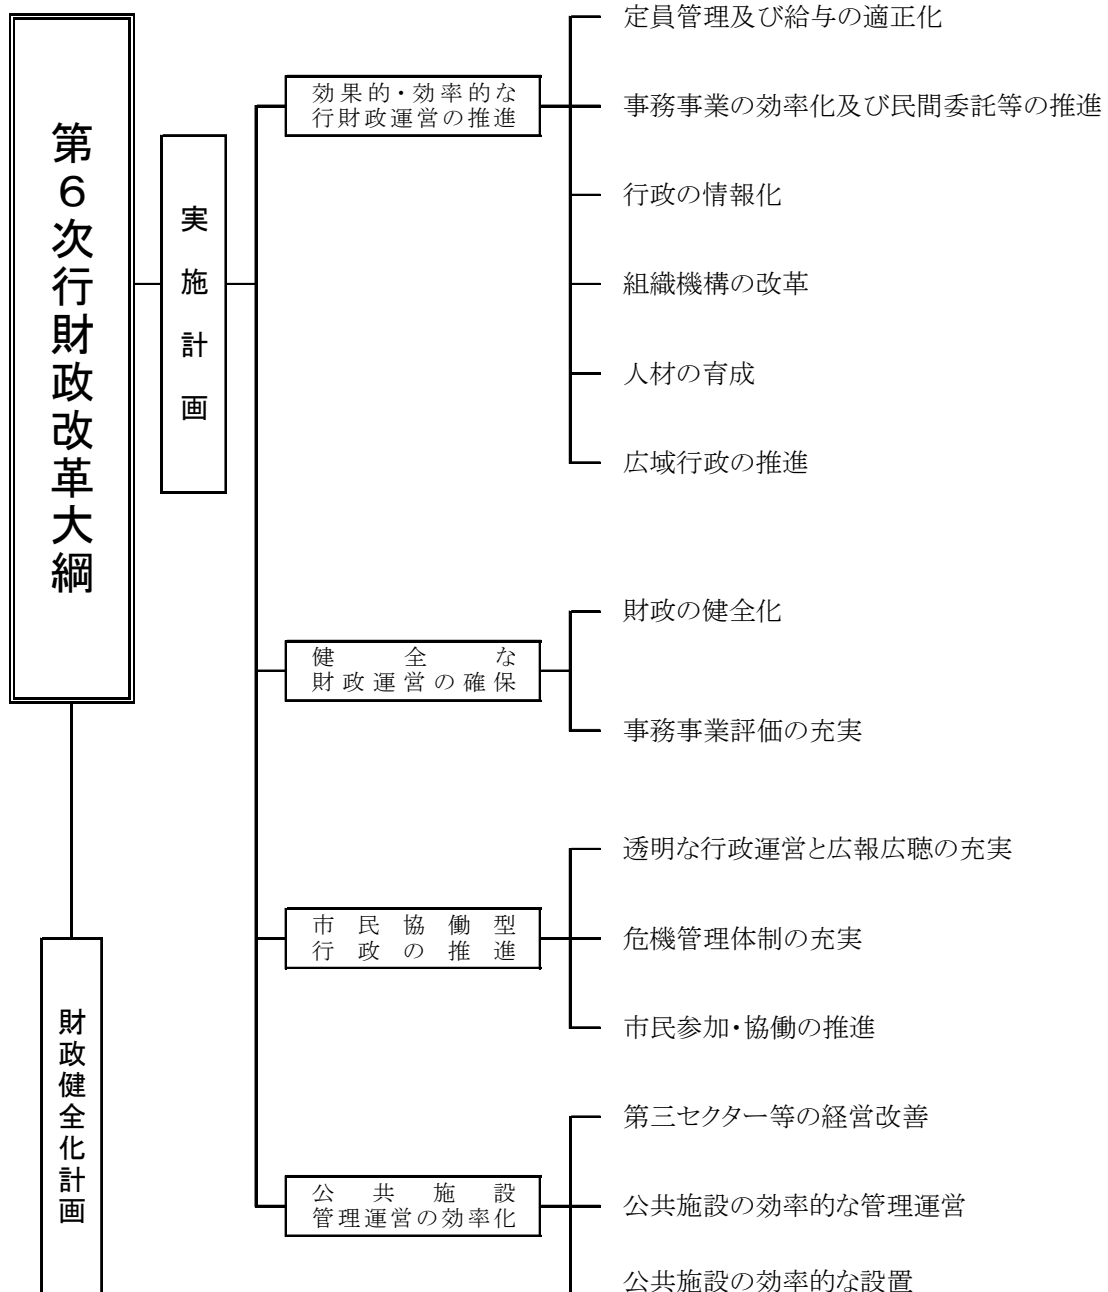 第6次行財政改革大綱
実施計画
効果的・効率的な
行財政運営の推進
定員管理及び給与の適正化
事務事業の効率化及び民間委託等の推進
行政の情報化
組織機構の改革
人材の育成
広域行政の推進
健全な
財政運営の確保
財政の健全化
事務事業評価の充実
市民協働型
行政の推進
透明な行政運営と広報広聴の充実
危機管理体制の充実
市民参加・協働の推進
公共施設
管理運営の効率化
第三セクター等の経営改善
公共施設の効率的な管理運営
公共施設の効率的な設置
財政健全化計画